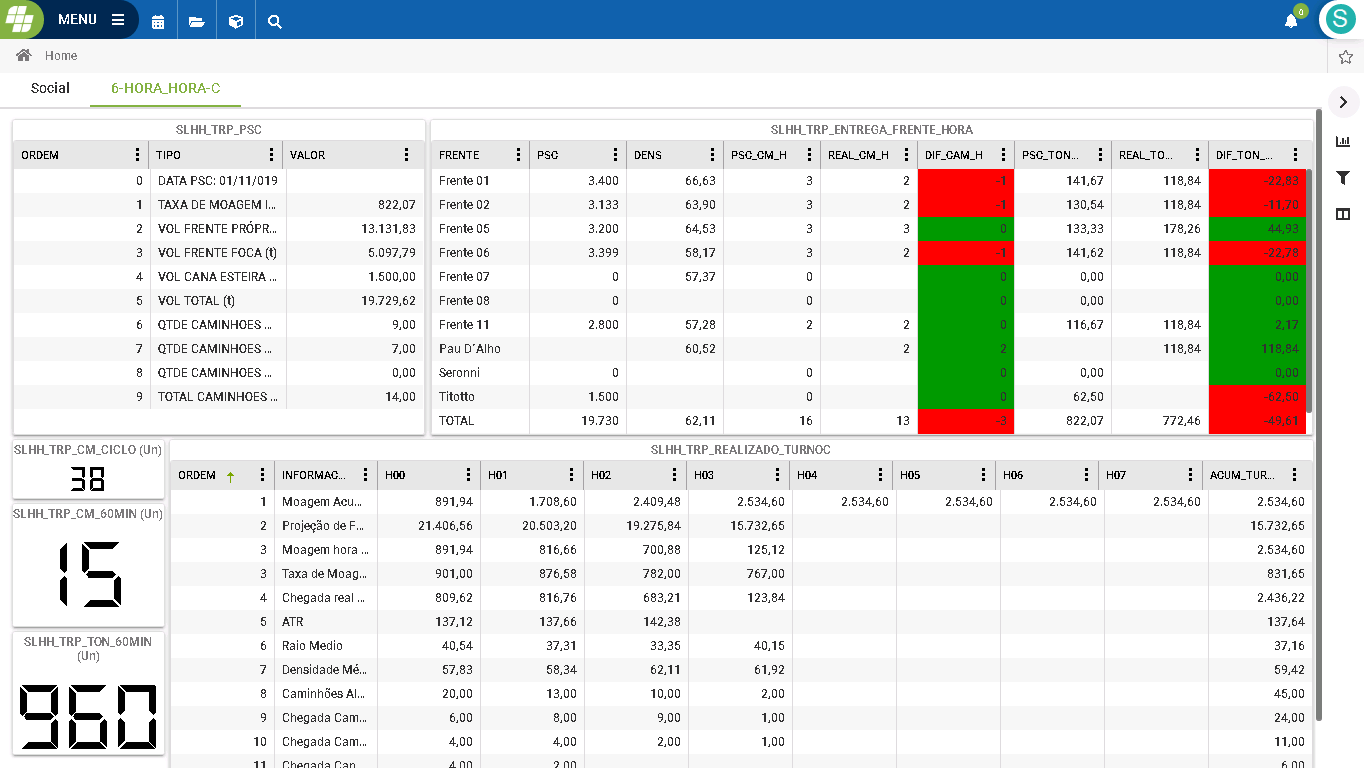 MENU
0
S
Home
Social 6-HORA_HORA-C
SLHH_TRP_PSC
ORDEM TIPO VALOR
0 DATA PSC: 01/11/019
1 TAXA DE MOAGEM I... 822,07
2 VOL FRENTE PRÓPR... 13.131,83
3 VOL FRENTE FOCA (t) 5.097,79
4 VOL CANA ESTEIRA ... 1.500,00
5 VOL TOTAL (t) 19.729,62
6 QTDE CAMINHOES ... 9,00
7 QTDE CAMINHOES ... 7,00
8 QTDE CAMINHOES ... 0,00
9 TOTAL CAMINHOES ... 14,00
SLHH_TRP_ENTREGA_FRENTE_HORA
FRENTE PSC DENS PSC_CM_H REAL_CM_H DIF_CAM_H PSC_TON... REAL_TO... DIF_TON_...
Frente 01 3.400 66,63 3 2 -1 141,67 118,84 -22,83
Frente 02 3.133 63,90 3 2 -1 130,54 118,84 -11,70
Frente 05 3.200 64,53 3 3 0 133,33 178,26 44,93
Frente 06 3.399 58,17 3 2 -1 141,62 118,84 -22,78
Frente 07 0 57,37 0 0 0,00 0,00
Frente 08 0 0 0 0,00 0,00
Frente 11 2.800 57,28 2 2 0 116,67 118,84 2,17
Pau D´Alho 60,52 2 2 118,84 118,84
Seronni 0 0 0 0,00 0,00
Titotto 1.500 0 0 62,50 -62,50
TOTAL 19.730 62,11 16 13 -3 822,07 772,46 -49,61
SLHH_TRP_CM_CICLO (Un)
38
SLHH_TRP_CM_60MIN (Un)
15
SLHH_TRP_TON_60MIN
(Un)
960
SLHH_TRP_REALIZADO_TURNOC
ORDEM INFORMAC... H00 H01 H02 H03 H04 H05 H06 H07 ACUM_TUR...
1 Moagem Acu... 891,94 1.708,60 2.409,48 2.534,60 2.534,60 2.534,60 2.534,60 2.534,60 2.534,60
2 Projeção de F... 21.406,56 20.503,20 19.275,84 15.732,65 15.732,65
3 Moagem hora ... 891,94 816,66 700,88 125,12 2.534,60
3 Taxa de Moag... 901,00 876,58 782,00 767,00 831,65
4 Chegada real ... 809,62 816,76 683,21 123,84 2.436,22
5 ATR 137,12 137,66 142,38 137,64
6 Raio Medio 40,54 37,31 33,35 40,15 37,16
7 Densidade Mé... 57,83 58,34 62,11 61,92 59,42
8 Caminhões Al... 20,00 13,00 10,00 2,00 45,00
9 Chegada Cam... 6,00 8,00 9,00 1,00 24,00
10 Chegada Cam... 4,00 4,00 2,00 1,00 11,00
11 Chegada Can... 4,00 2,00 6,00